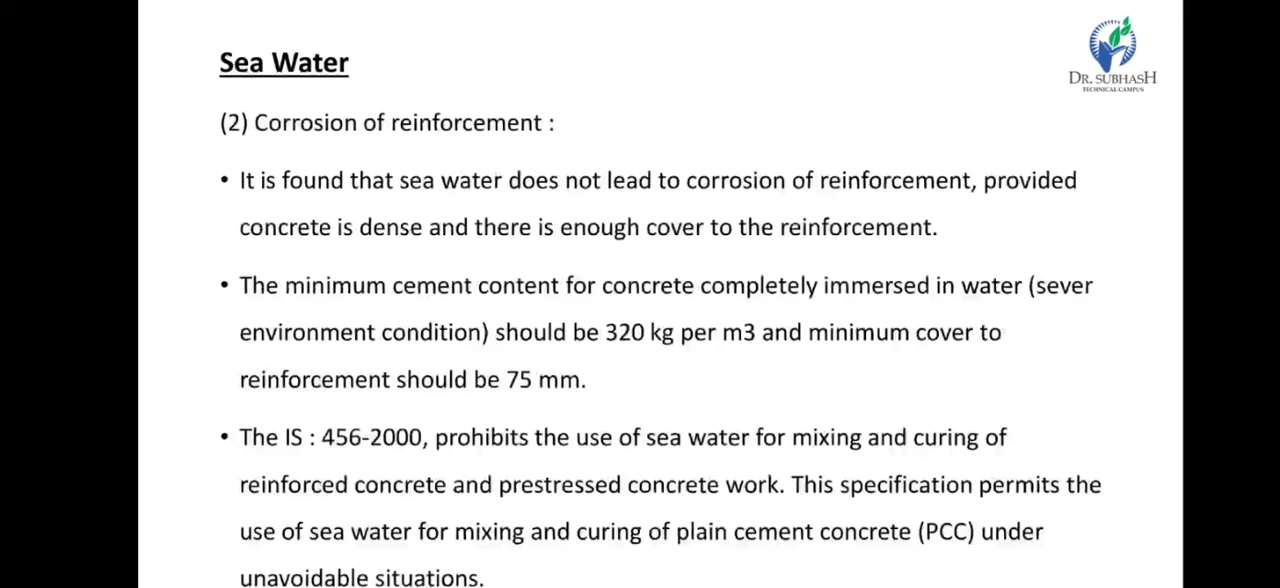 Sea Water
DR. SUBHASH
TECHNICAL CAMPUS
(2) Corrosion of reinforcement :
• It is found that sea water does not lead to corrosion of reinforcement, provided
concrete is dense and there is enough cover to the reinforcement.
• The minimum cement content for concrete completely immersed in water (sever
environment condition) should be 320 kg per m3 and minimum cover to
reinforcement should be 75 mm.
• The IS : 456-2000, prohibits the use of sea water for mixing and curing of
reinforced concrete and prestressed concrete work. This specification permits the
use of sea water for mixing and curing of plain cement concrete (PCC) under
unavoidable situations.